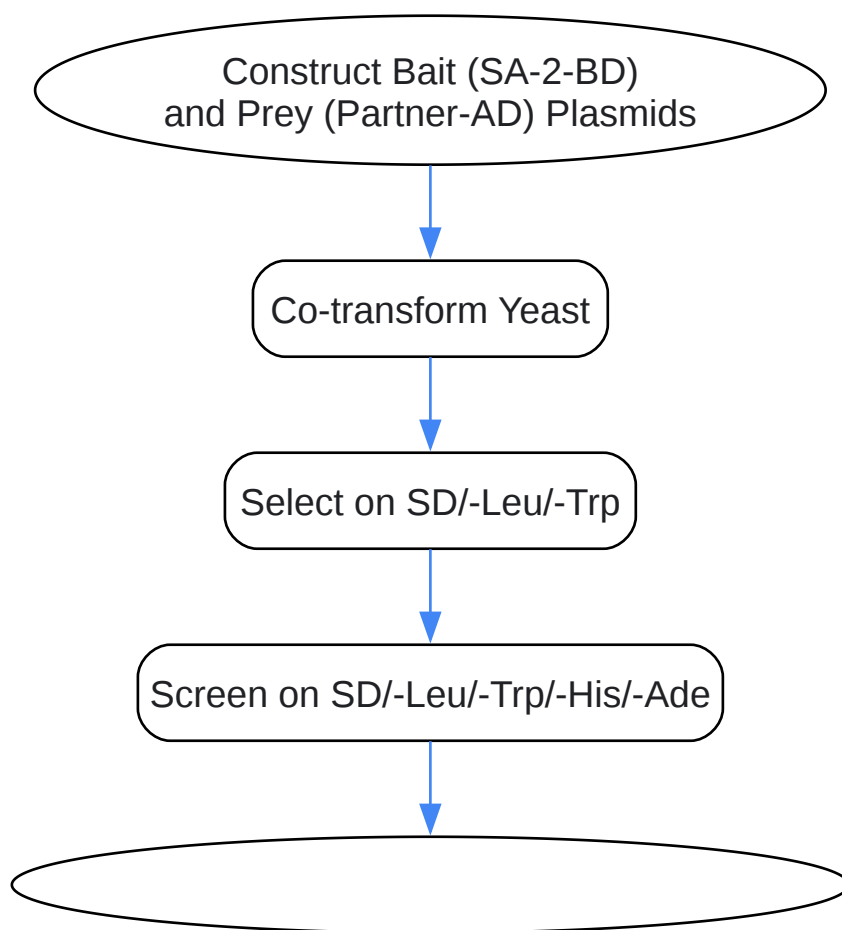 Construct Bait (SA-2-BD)
and Prey (Partner-AD) Plasmids
Co-transform Yeast
Select on SD/-Leu/-Trp
Screen on SD/-Leu/-Trp/-His/-Ade